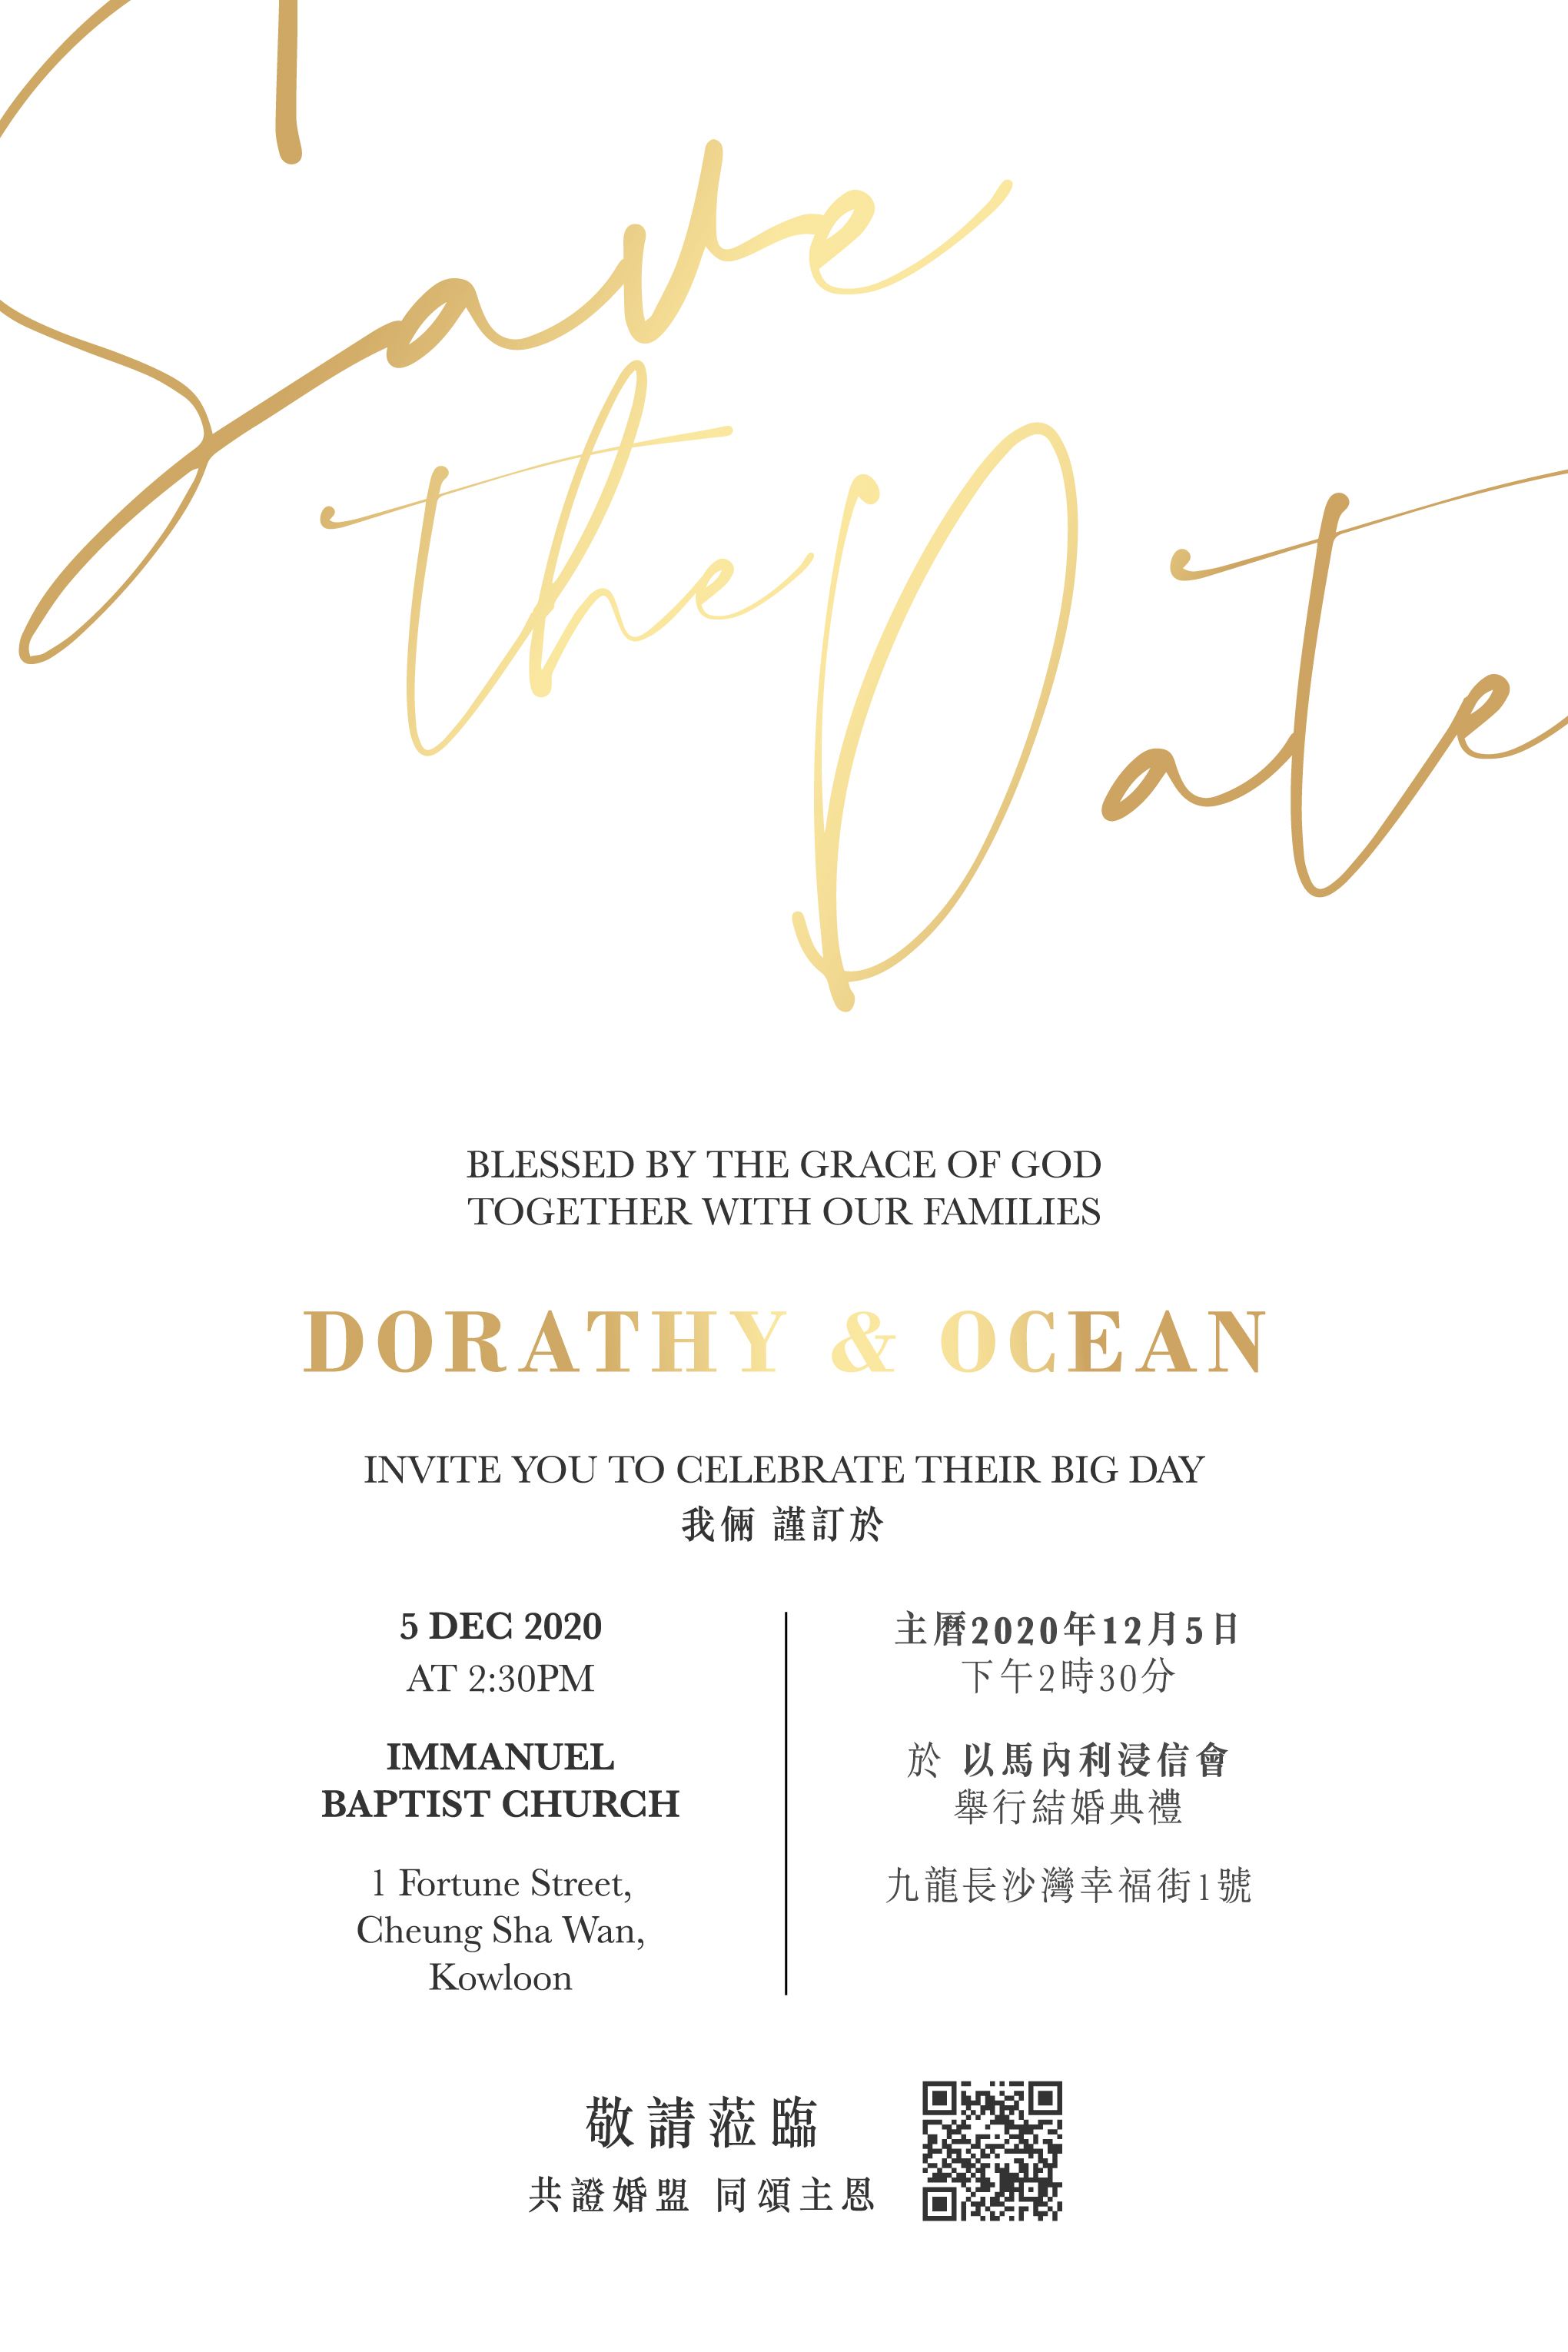 Save
the Date
BLESSED BY THE GRACE OF GOD
TOGETHER WITH OUR FAMILIES
DORATHY & OCEAN
INVITE YOU TO CELEBRATE THEIR BIG DAY
我倆 謹訂於
5 DEC 2020
AT 2:30PM
IMMANUEL
BAPTIST CHURCH
1 Fortune Street,
Cheung Sha Wan,
Kowloon
主曆2020年12月5日
下午2時30分
於 以馬內利浸信會
舉行結婚典禮
九龍長沙灣幸福街1號
敬請蒞臨
共證婚盟 同頌主恩